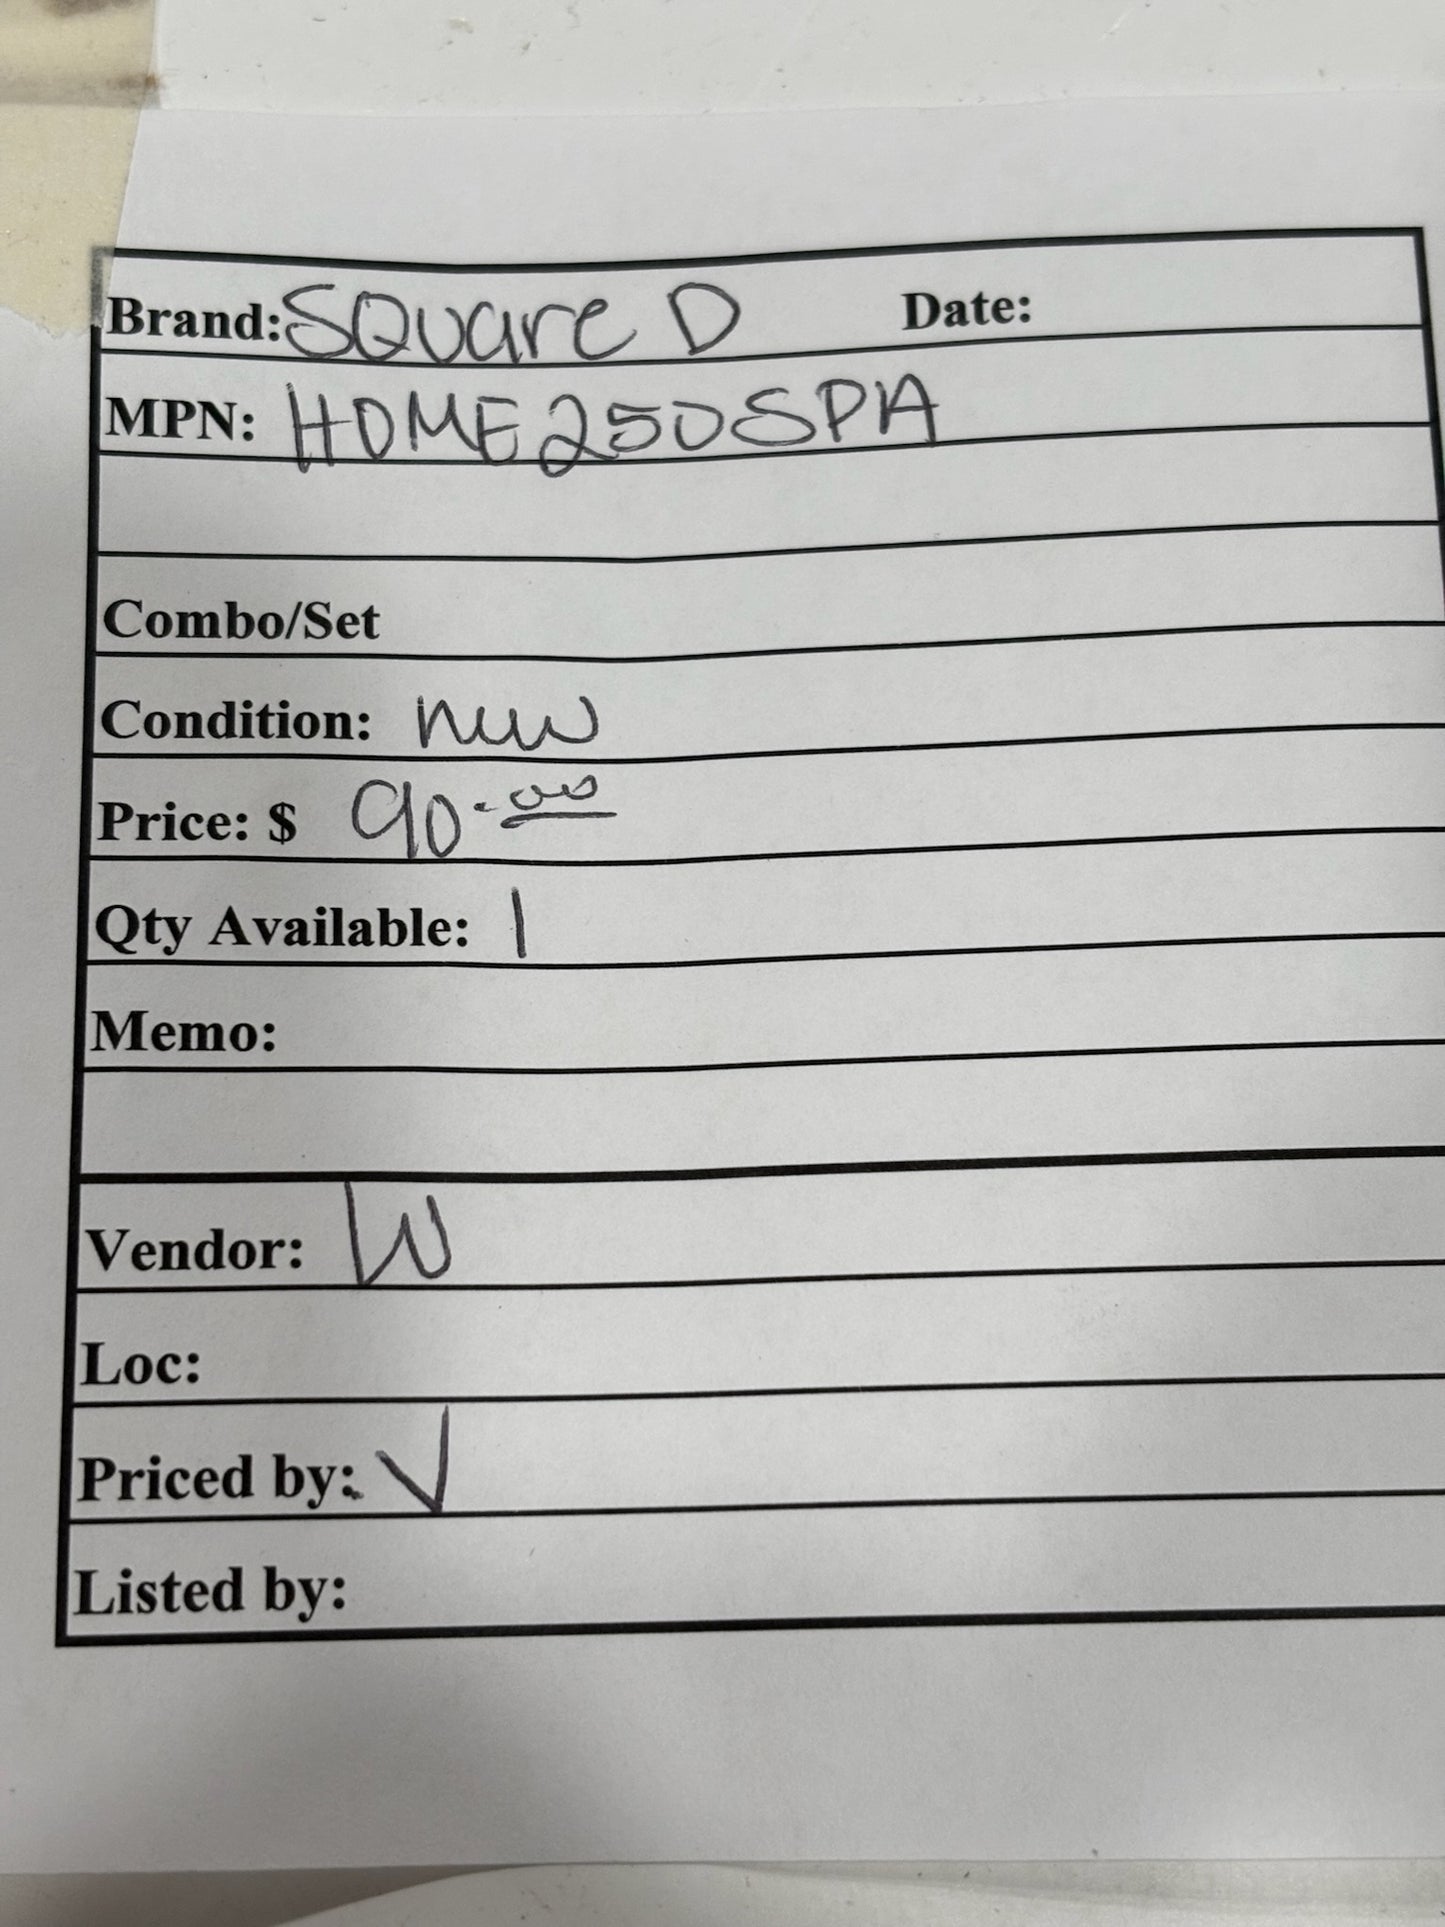 Brand: SQuare D Date:
MPN: HOME250SPA
Combo/Set
Condition: new
Price: $ 90.00
Qty Available: 1
Memo:
Vendor: W
Loc:
Priced by: V
Listed by: